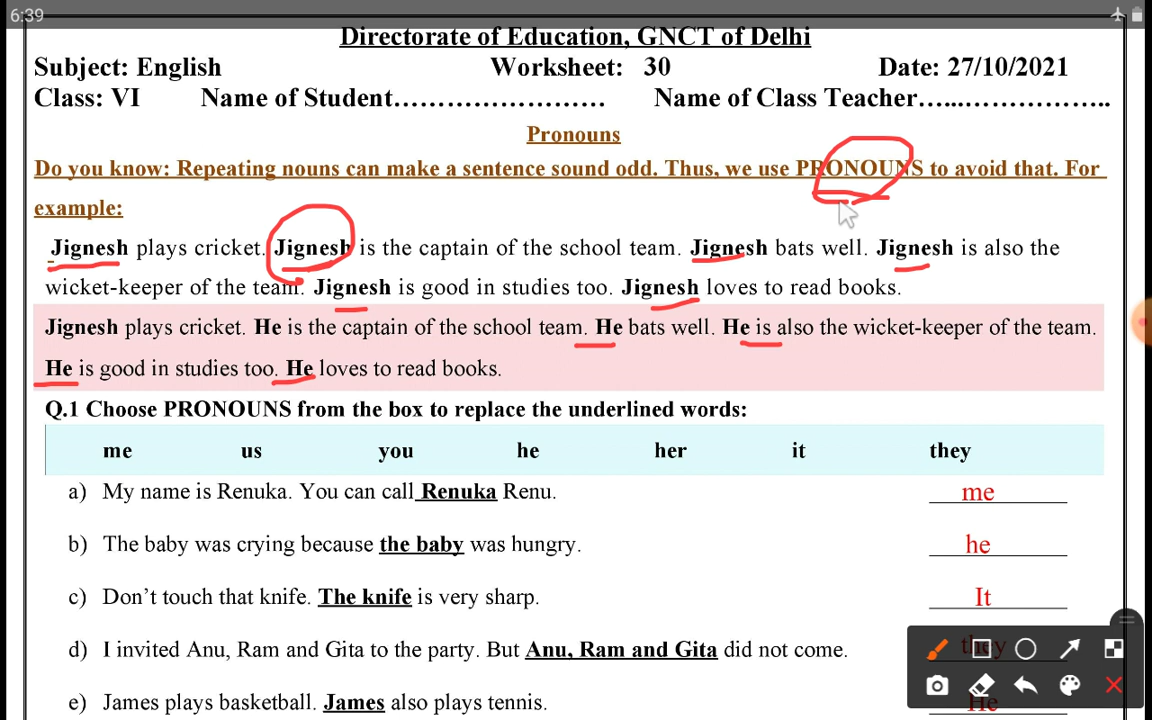 6:39
Directorate of Education, GNCT of Delhi
Subject: English Worksheet: 30 Date: 27/10/2021
Class: VI Name of Student........................ Name of Class Teacher......................
Pronouns
Do you know: Repeating nouns can make a sentence sound odd. Thus, we use PRONOUNS to avoid that. For
example:
Jignesh plays cricket. Jignesh is the captain of the school team. Jignesh bats well. Jignesh is also the
wicket-keeper of the team. Jignesh is good in studies too. Jignesh loves to read books.
Jignesh plays cricket. He is the captain of the school team. He bats well. He is also the wicket-keeper of the team.
He is good in studies too. He loves to read books.
Q.1 Choose PRONOUNS from the box to replace the underlined words:
me us you he her it they
a) My name is Renuka. You can call Renuka Renu. me
b) The baby was crying because the baby was hungry. he
c) Don’t touch that knife. The knife is very sharp. It
d) I invited Anu, Ram and Gita to the party. But Anu, Ram and Gita did not come. they
e) James plays basketball. James also plays tennis. He